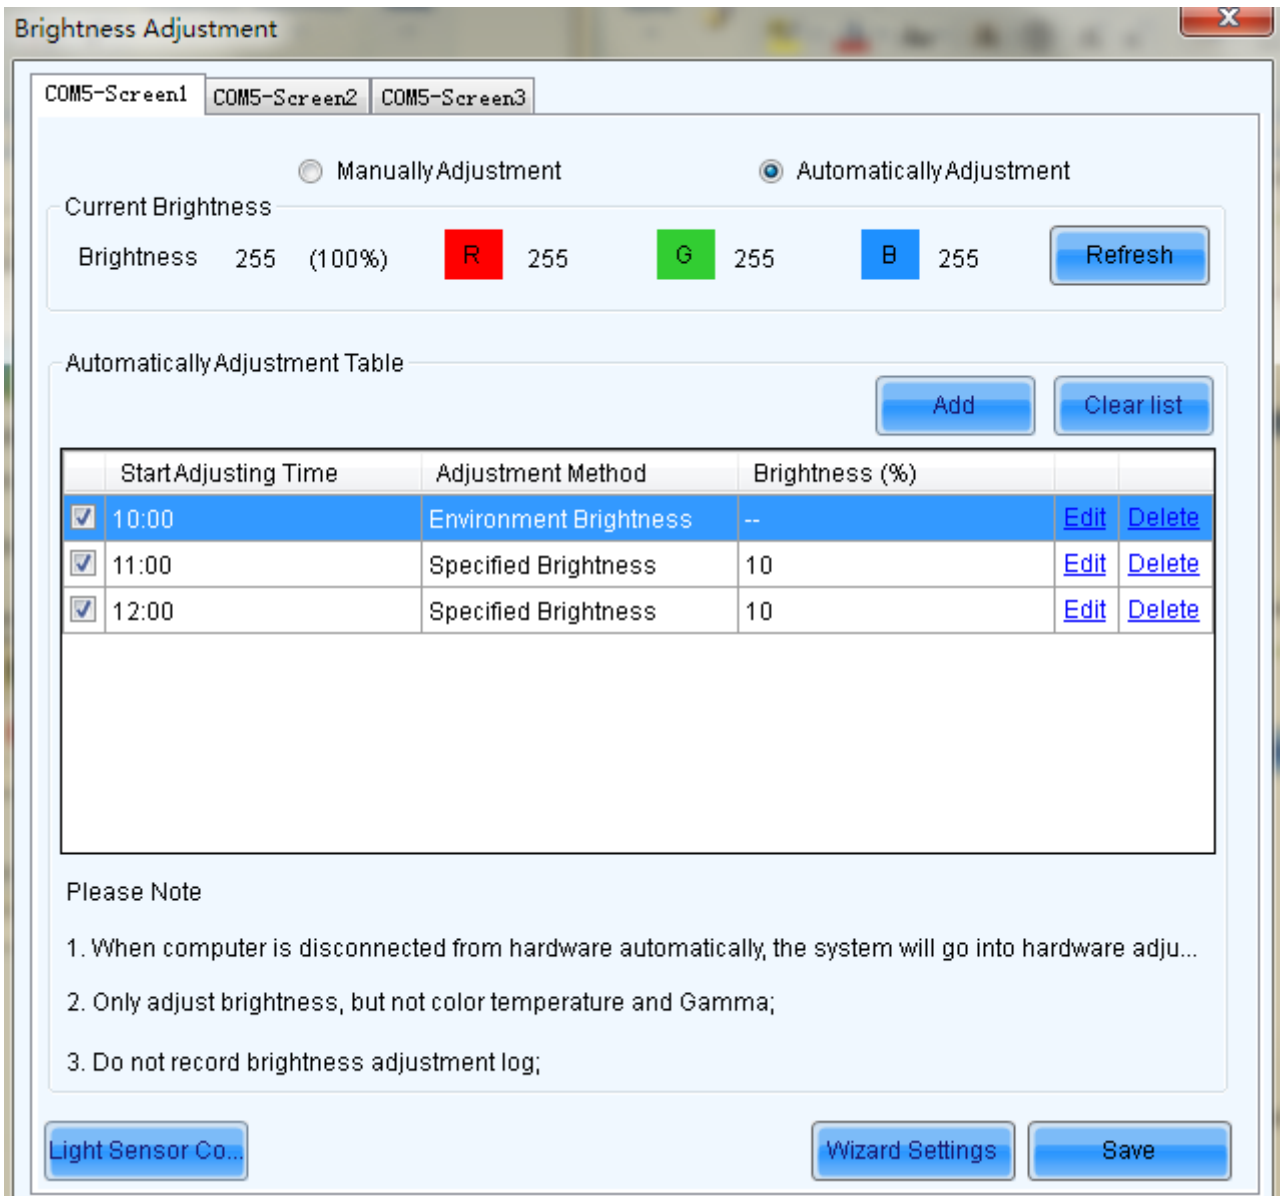 Brightness Adjustment
x
COM5-Screen1 COM5-Screen2 COM5-Screen3
Manually Adjustment Automatically Adjustment
Current Brightness
Brightness 255 (100%) R 255 G 255 B 255 Refresh
Automatically Adjustment Table
Add Clear list
Start Adjusting Time Adjustment Method Brightness (%)
10:00 Environment Brightness -- Edit Delete
11:00 Specified Brightness 10 Edit Delete
12:00 Specified Brightness 10 Edit Delete
Please Note
1. When computer is disconnected from hardware automatically, the system will go into hardware adju...
2. Only adjust brightness, but not color temperature and Gamma;
3. Do not record brightness adjustment log;
Light Sensor Co... Wizard Settings Save